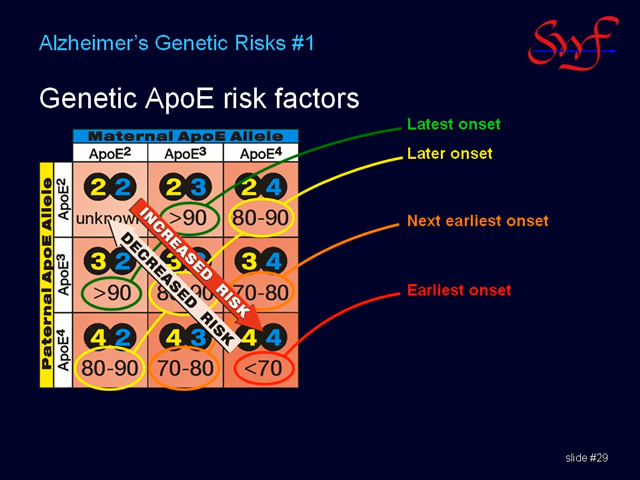 Alzheimer's Genetic Risks #1
Swf
Genetic ApoE risk factors
Maternal ApoE Allele
ApoE2 ApoE3 ApoE4
Paternal ApoE Allele
ApoE2
2 2 2 3 2 4
unknown >90 80-90
ApoE3
3 2 3 3 3 4
>90 80-90 70-80
ApoE4
4 2 4 3 4 4
80-90 70-80 <70
INCREASED RISK
DECREASED RISK
Latest onset
Later onset
Next earliest onset
Earliest onset
slide #29